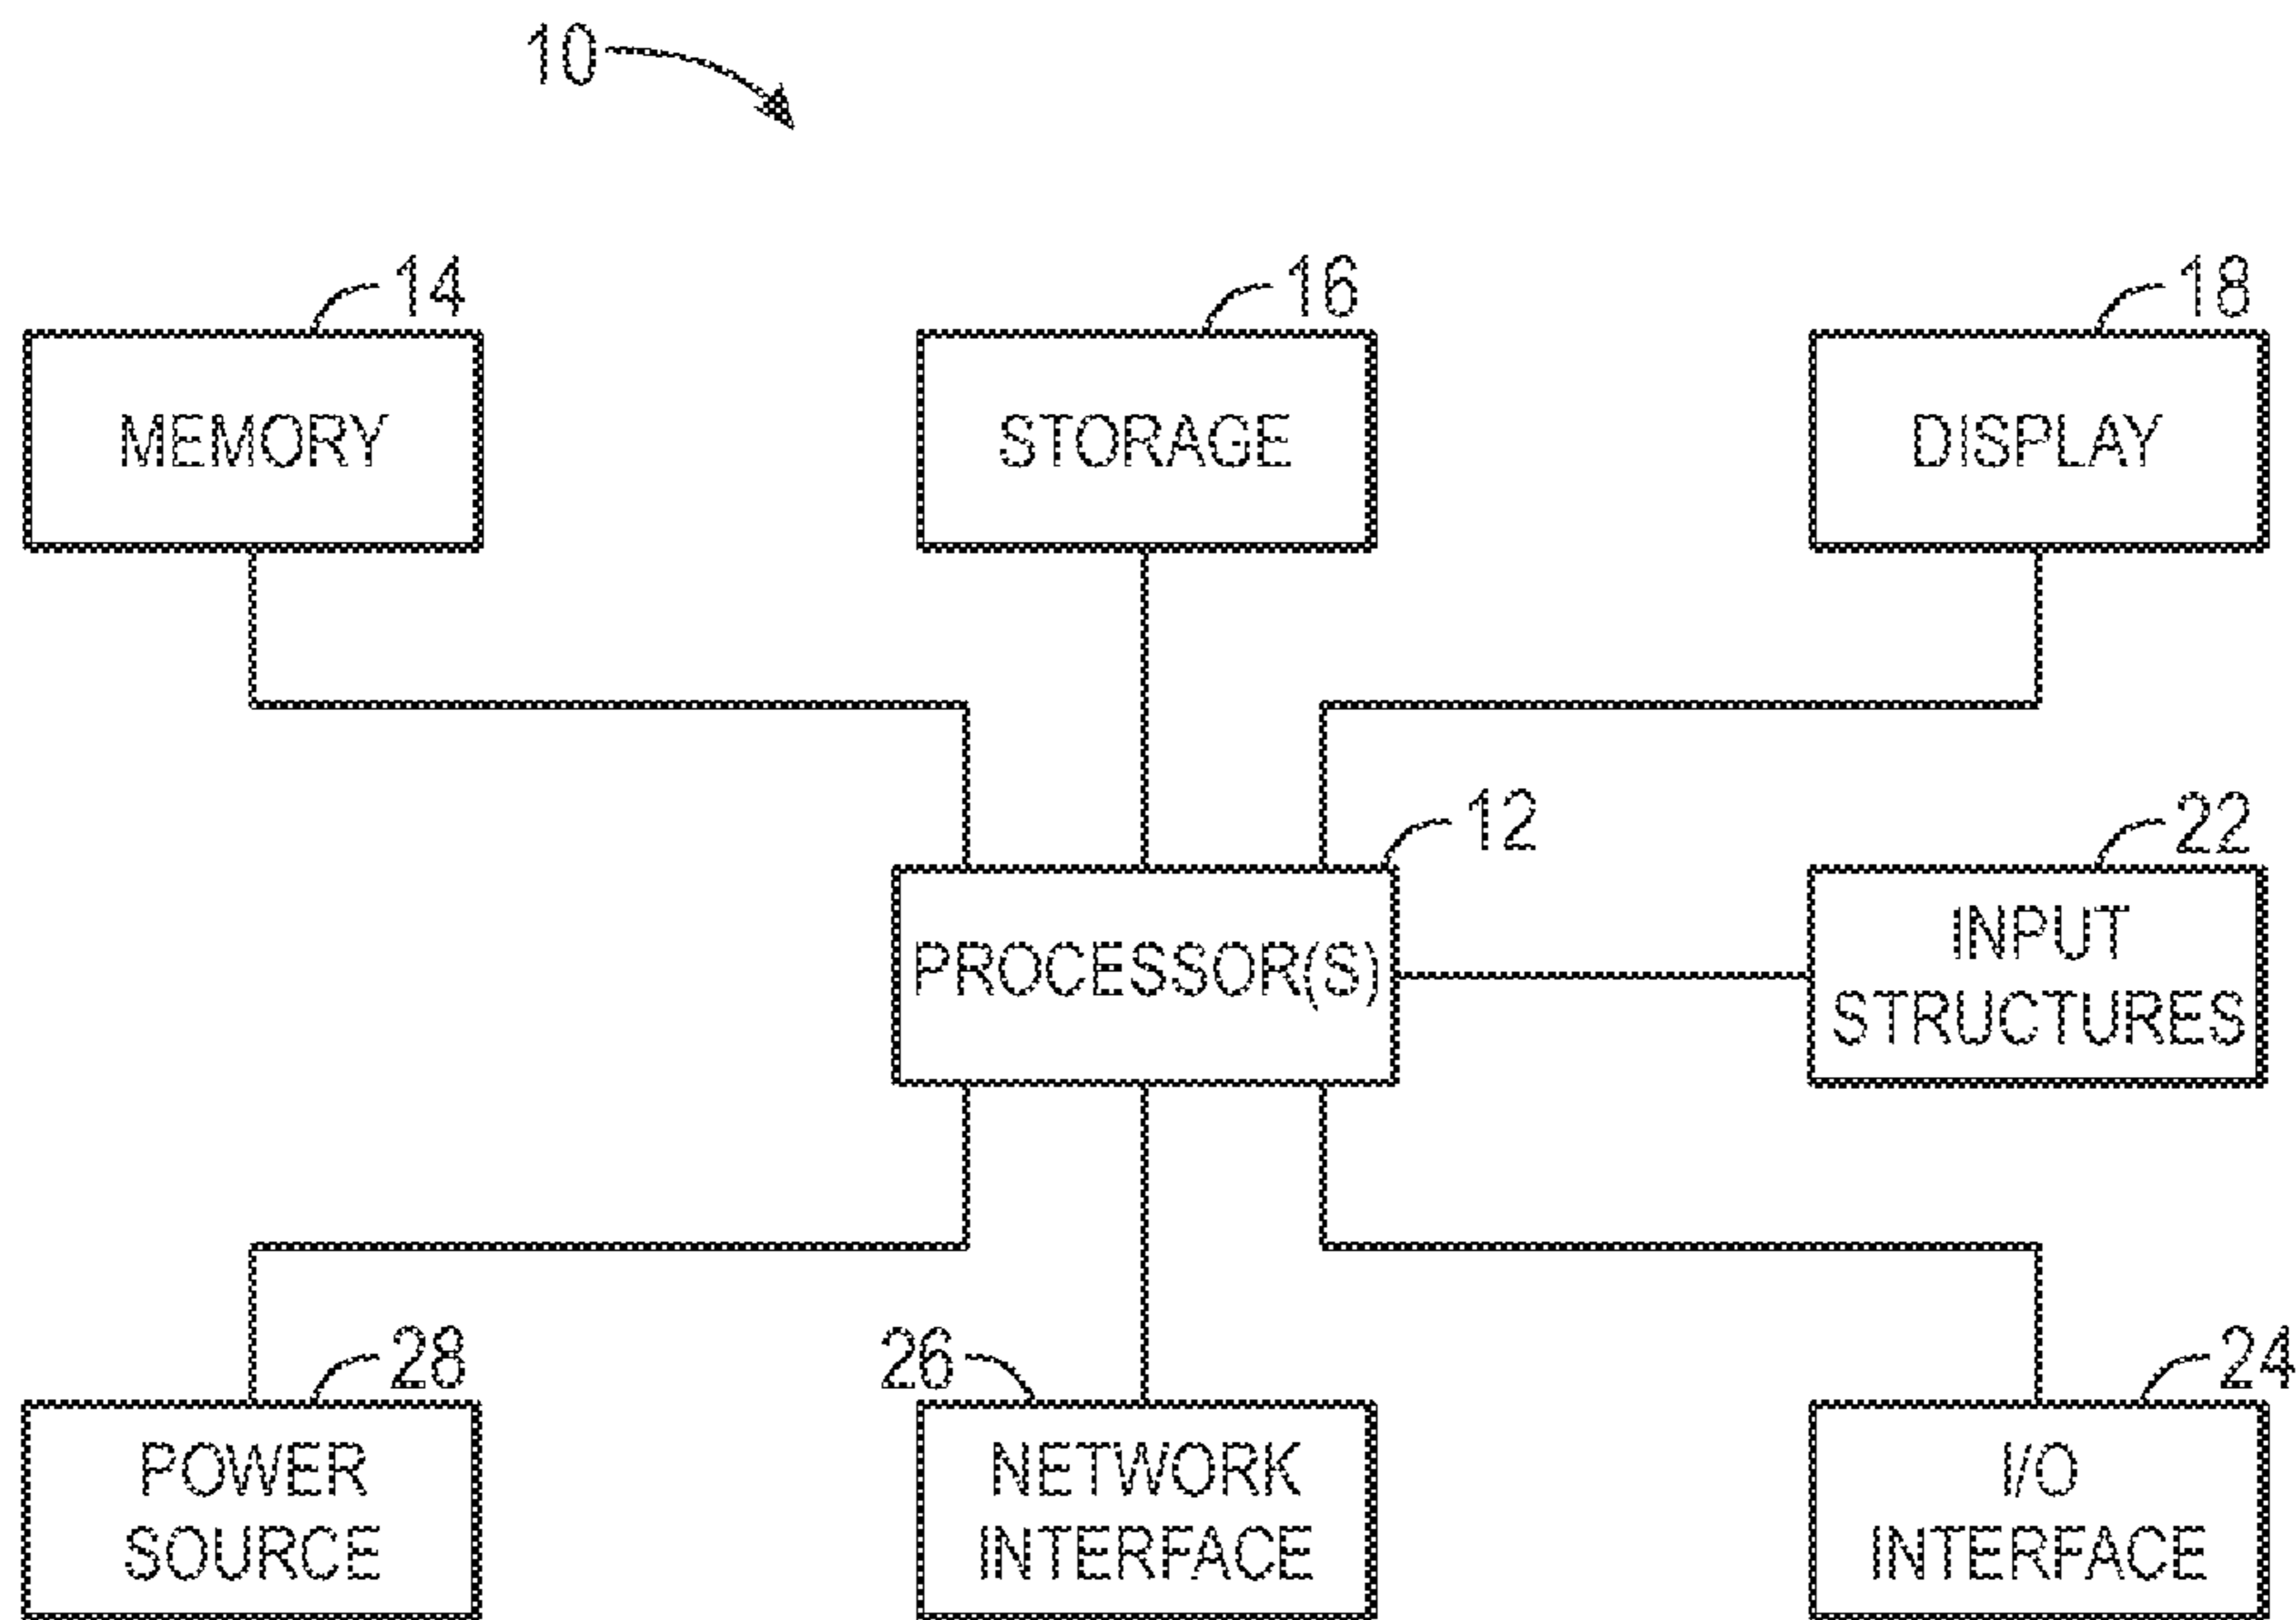 10
14
16
18
MEMORY
STORAGE
DISPLAY
12
22
PROCESSOR(S)
INPUT
STRUCTURES
28
26
24
POWER
SOURCE
NETWORK
INTERFACE
I/O
INTERFACE